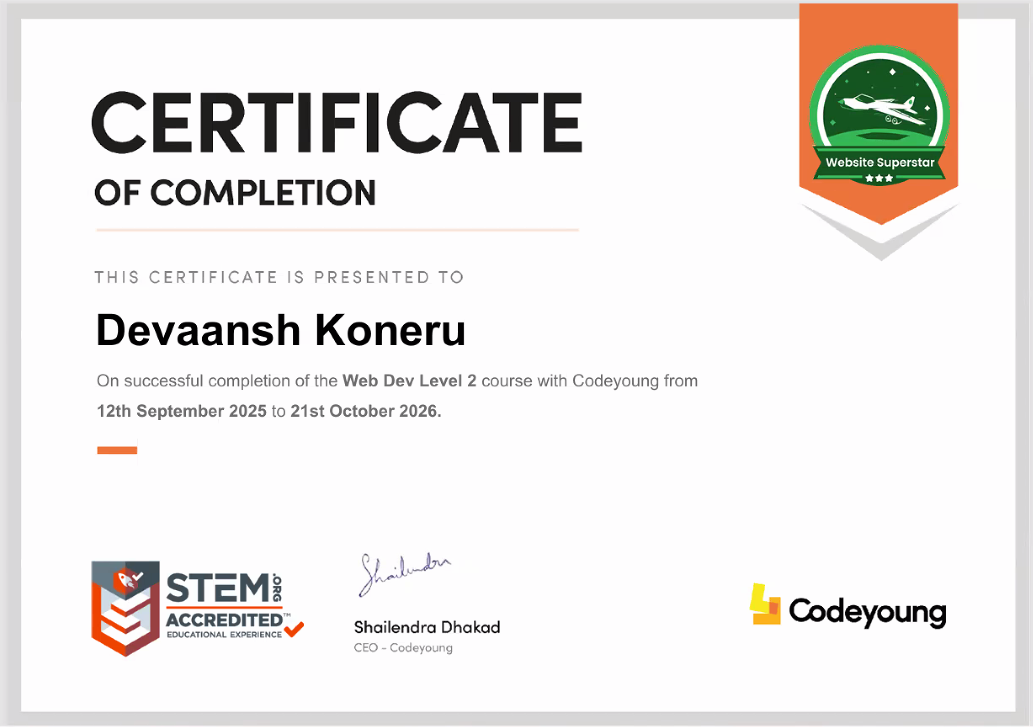 CERTIFICATE
OF COMPLETION
Website Superstar
THIS CERTIFICATE IS PRESENTED TO
Devaansh Koneru
On successful completion of the Web Dev Level 2 course with Codeyoung from
12th September 2025 to 21st October 2026.
STEM.ORG
ACCREDITED™
EDUCATIONAL EXPERIENCE
Shailendra
Shailendra Dhakad
CEO - Codeyoung
Codeyoung